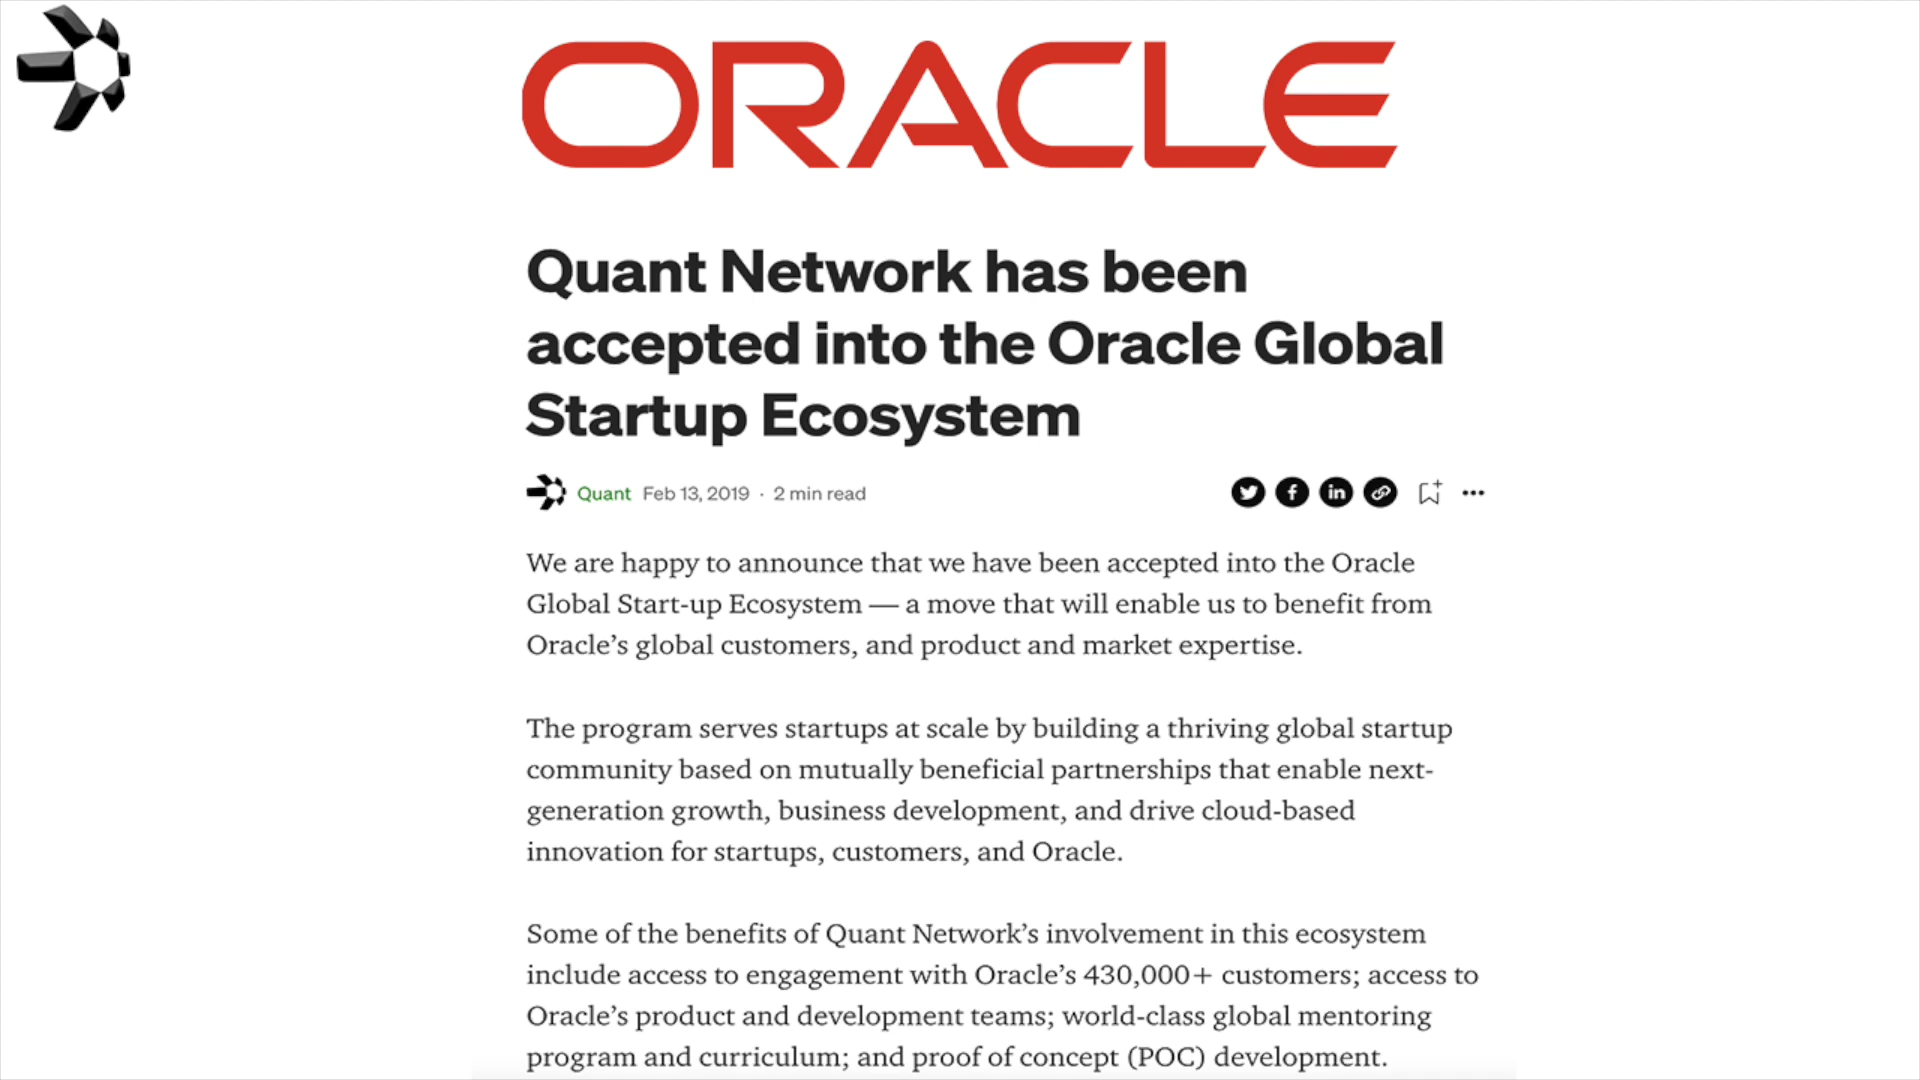 ORACLE
Quant Network has been
accepted into the Oracle Global
Startup Ecosystem
Quant Feb 13, 2019 · 2 min read
We are happy to announce that we have been accepted into the Oracle
Global Start-up Ecosystem — a move that will enable us to benefit from
Oracle’s global customers, and product and market expertise.
The program serves startups at scale by building a thriving global startup
community based on mutually beneficial partnerships that enable next-
generation growth, business development, and drive cloud-based
innovation for startups, customers, and Oracle.
Some of the benefits of Quant Network’s involvement in this ecosystem
include access to engagement with Oracle’s 430,000+ customers; access to
Oracle’s product and development teams; world-class global mentoring
program and curriculum; and proof of concept (POC) development.